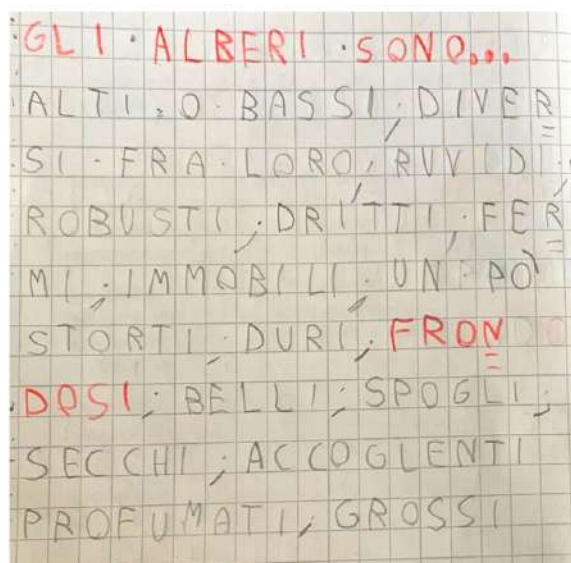 GLI · ALBERI · SONO...
ALTI · O · BASSI, DIVER=
SI · FRA · LORO, RUVIDI,
ROBUSTI, DRITTI, FER=
MI, IMMOBILI, UN · PO'
STORTI, DURI, FRON=
DOSI, BELLI, SPOGLI,
SECCHI, ACCOGLENTI
PROFUMATI, GROSSI